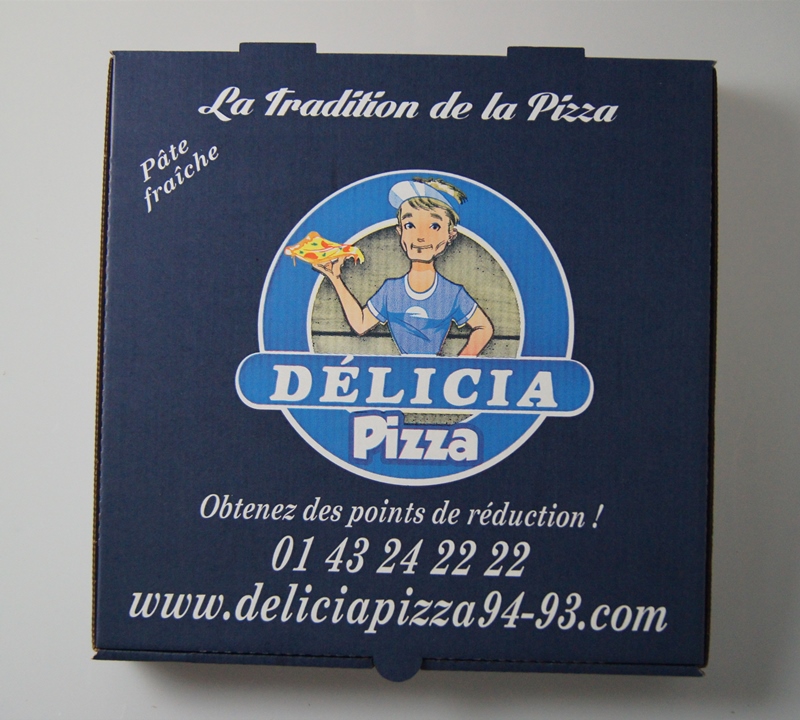 La Tradition de la Pizza
Pâte
fraîche
DÉLICIA
Pizza
Obtenez des points de réduction !
01 43 24 22 22
www.deliciapizza94-93.com